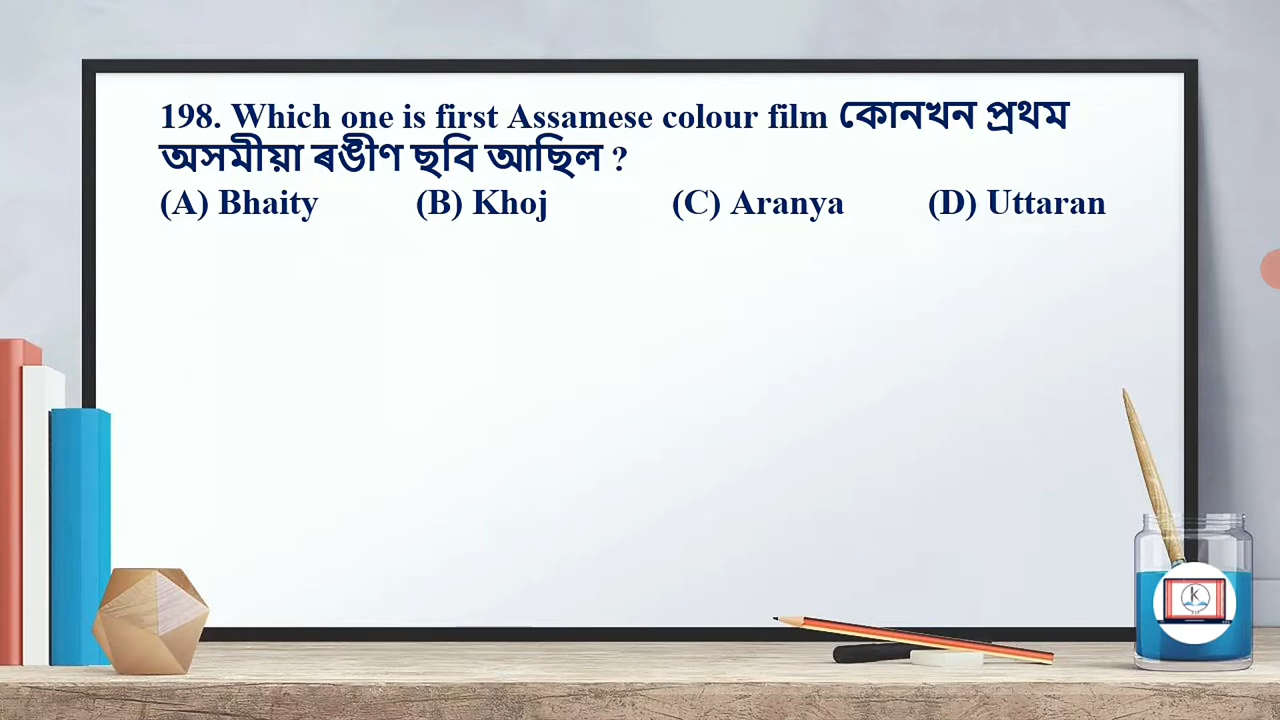 198. Which one is first Assamese colour film কোনখন প্ৰথম
অসমীয়া ৰঙীণ ছবি আছিল ?
(A) Bhaity (B) Khoj (C) Aranya (D) Uttaran
K